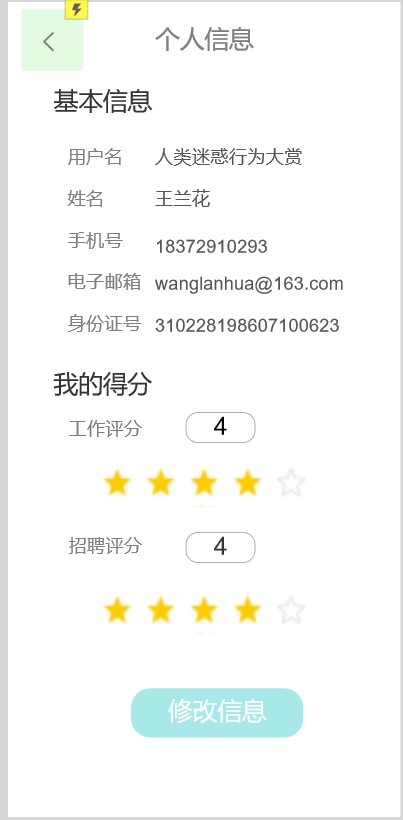 个人信息
基本信息
用户名 人类迷惑行为大赏
姓名 王兰花
手机号 18372910293
电子邮箱 wanglanhua@163.com
身份证号 310228198607100623
我的得分
工作评分 4
招聘评分 4
修改信息